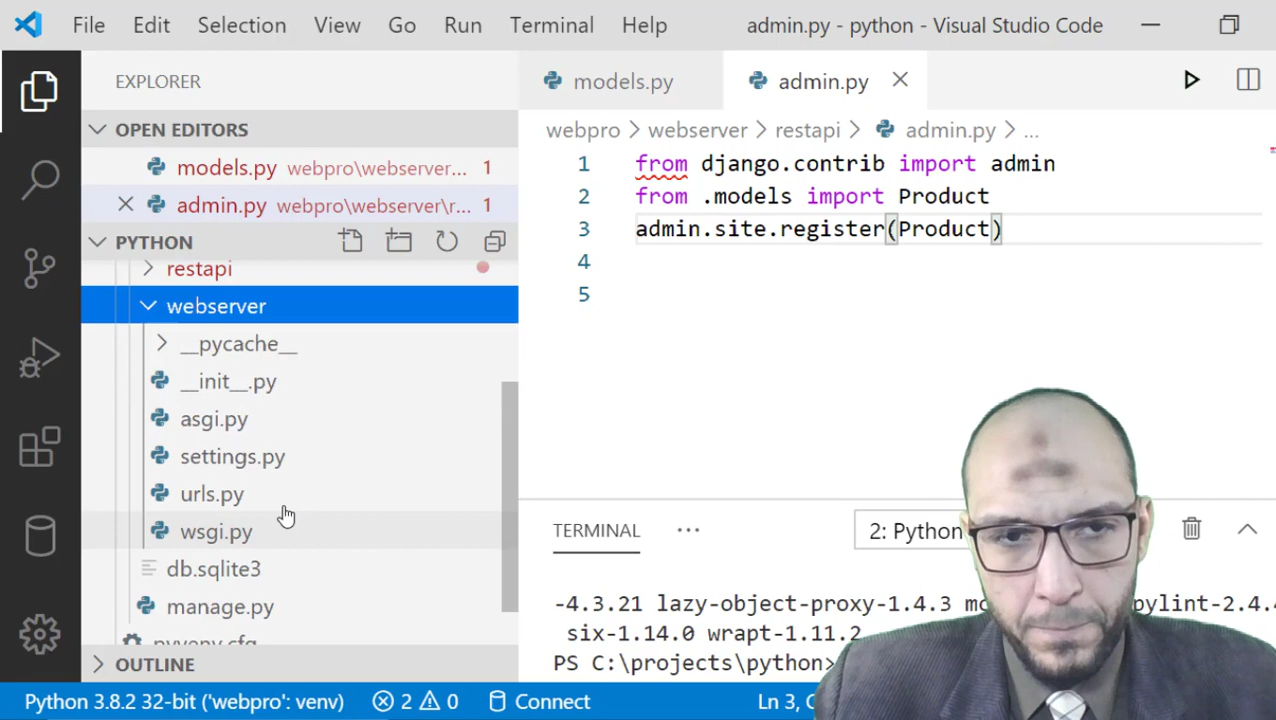 File Edit Selection View Go Run Terminal Help admin.py - python - Visual Studio Code
EXPLORER
OPEN EDITORS
models.py webpro\webserver... 1
admin.py webpro\webserver\r... 1
PYTHON
restapi
webserver
__pycache__
__init__.py
asgi.py
settings.py
urls.py
wsgi.py
db.sqlite3
manage.py
pyvenv.cfg
OUTLINE
models.py admin.py
webpro > webserver > restapi > admin.py > ...
1 from django.contrib import admin
2 from .models import Product
3 admin.site.register(Product)
4
5
TERMINAL ... 2: Python
-4.3.21 lazy-object-proxy-1.4.3 pylint-2.4.4
six-1.14.0 wrapt-1.11.2
PS C:\projects\python>
Python 3.8.2 32-bit ('webpro': venv) 2 0 Connect Ln 3,